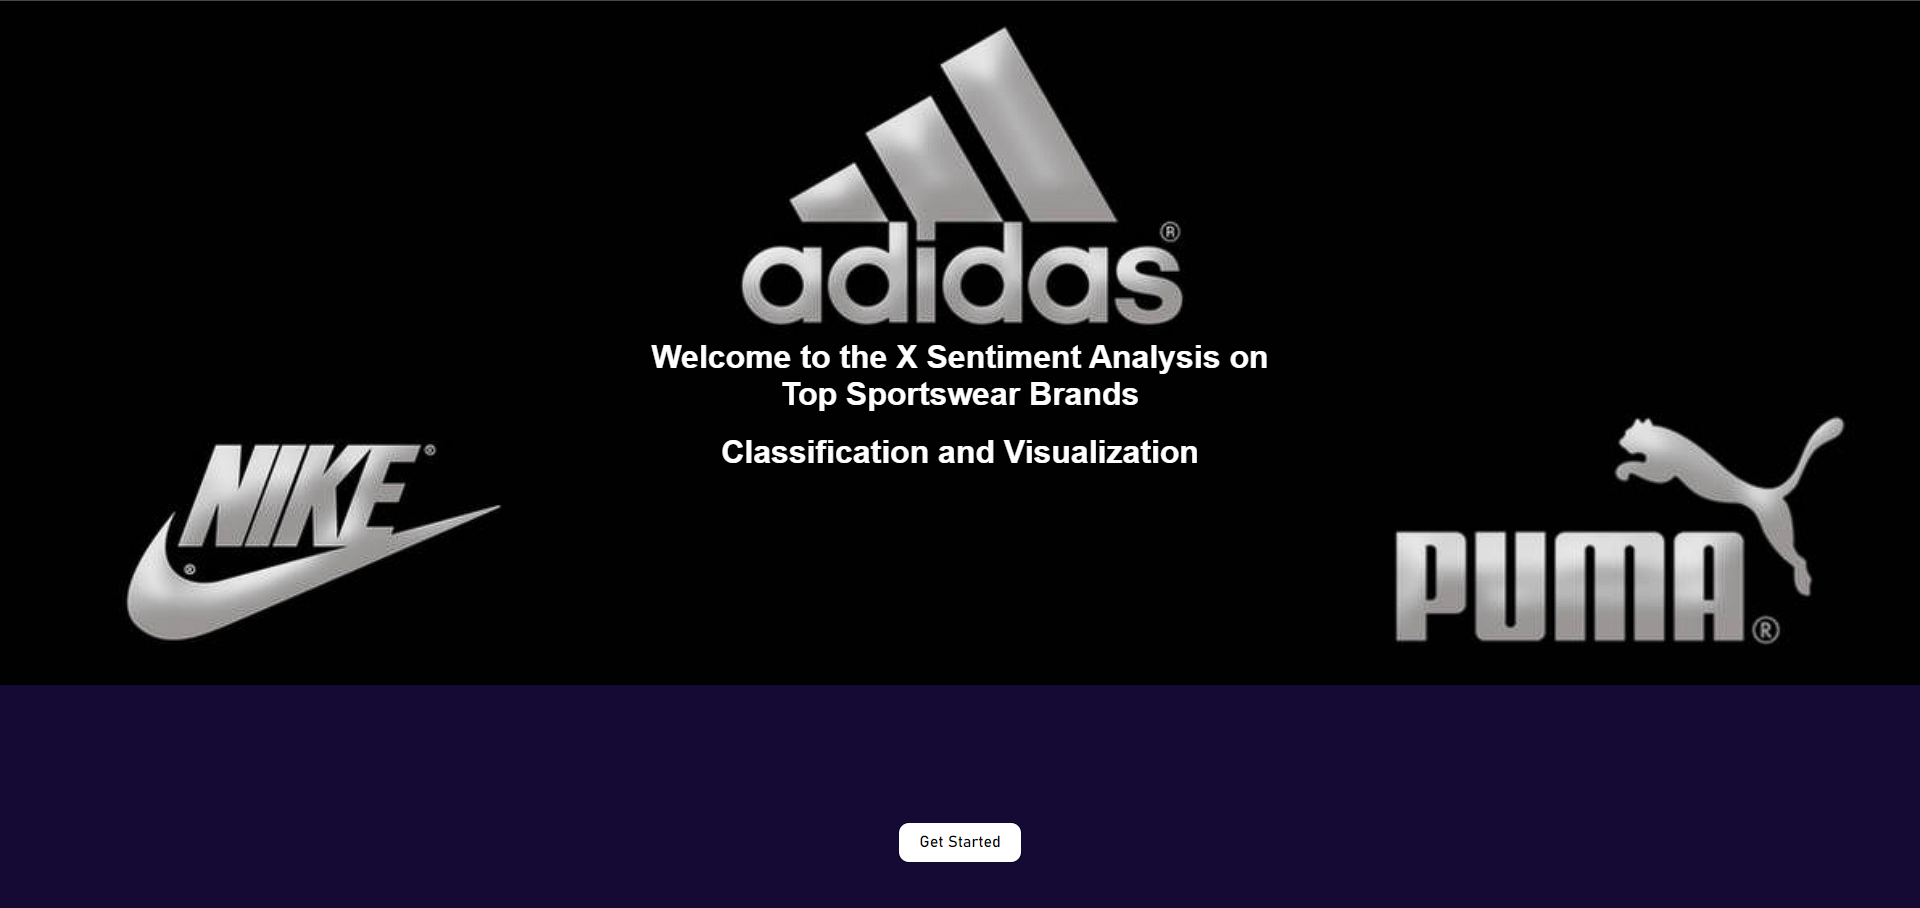 adidas®
Welcome to the X Sentiment Analysis on
Top Sportswear Brands
Classification and Visualization
NIKE®
®
PUMA®
Get Started